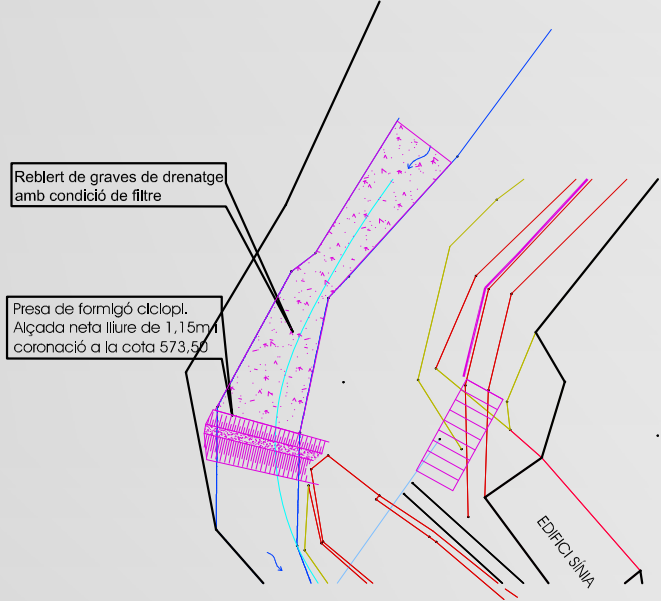 Reblert de graves de drenatge
amb condició de filtre
Presa de formigó ciclopi.
Alçada neta lliure de 1,15m i
coronació a la cota 573,50
EDIFICI SÍNIA